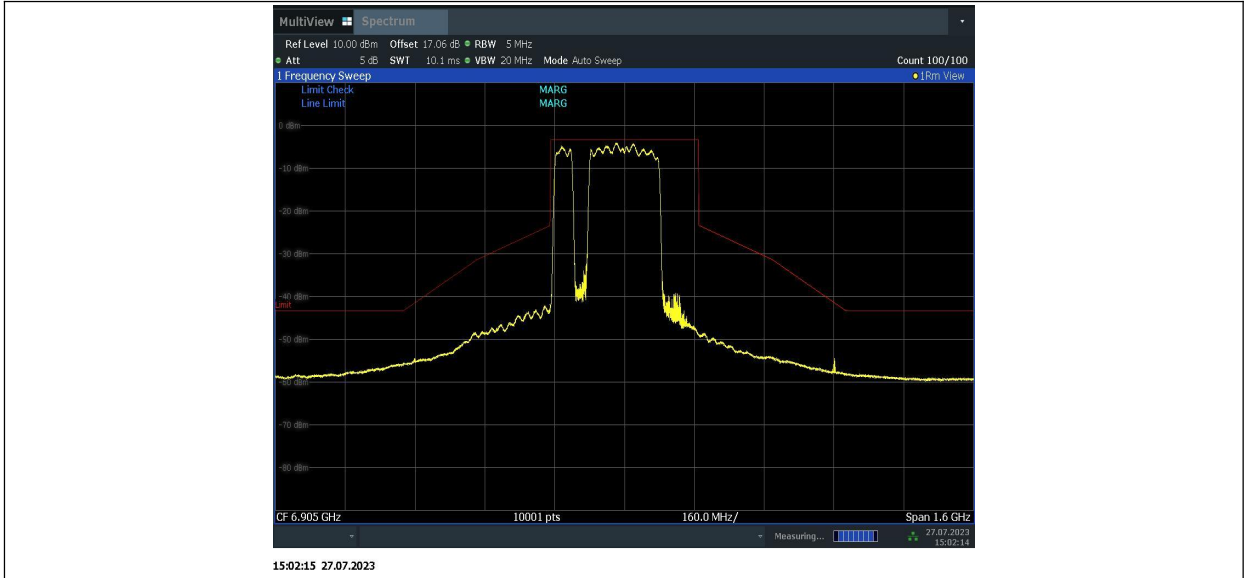 MultiView Spectrum
Ref Level 10.00 dBm Offset 17.06 dB RBW 5 MHz
Att 5 dB SWT 10.1 ms VBW 20 MHz Mode Auto Sweep Count 100/100
1 Frequency Sweep 1Rm View
Limit Check MARG
Line Limit MARG
0 dBm
-10 dBm
-20 dBm
-30 dBm
-40 dBm
Limit
-50 dBm
-60 dBm
-70 dBm
-80 dBm
CF 6.905 GHz 10001 pts 160.0 MHz/ Span 1.6 GHz
Measuring... 27.07.2023
15:02:14
15:02:15 27.07.2023